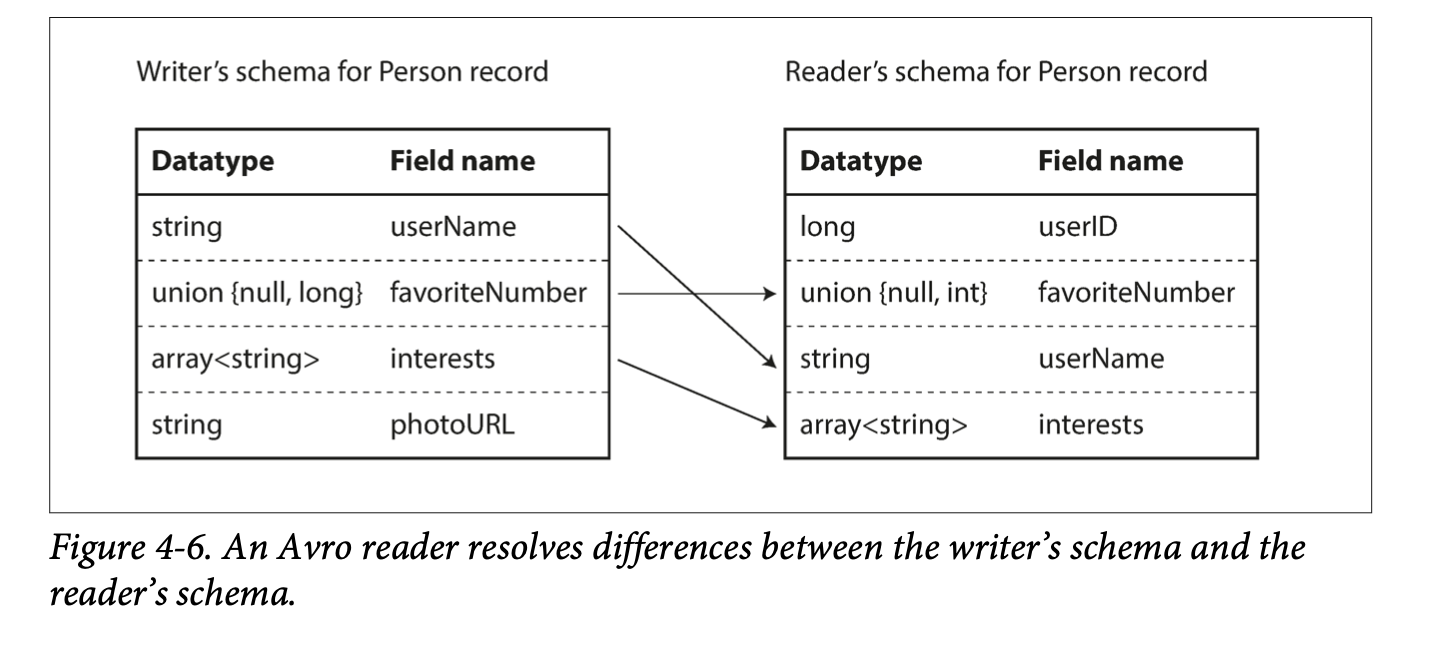 Writer’s schema for Person record
Reader’s schema for Person record
Datatype Field name
string userName
union {null, long} favoriteNumber
array<string> interests
string photoURL
Datatype Field name
long userID
union {null, int} favoriteNumber
string userName
array<string> interests
Figure 4-6. An Avro reader resolves differences between the writer’s schema and the
reader’s schema.